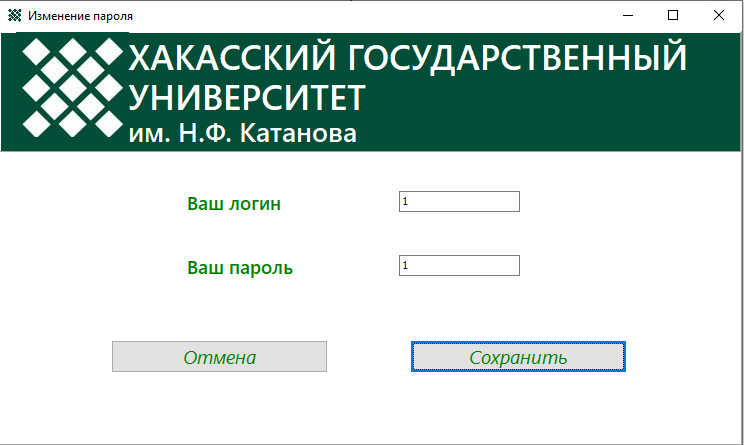 Изменение пароля
ХАКАССКИЙ ГОСУДАРСТВЕННЫЙ
УНИВЕРСИТЕТ
им. Н.Ф. Катанова
Ваш логин 1
Ваш пароль 1
Отмена Сохранить